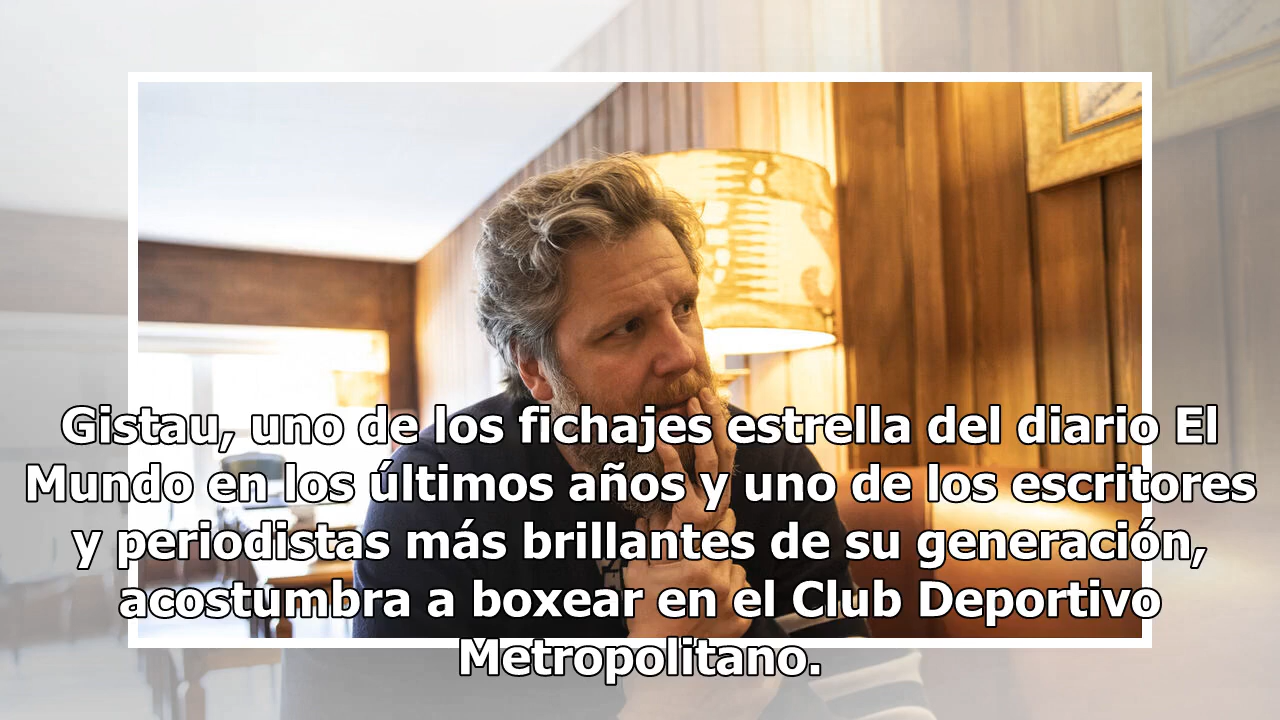 Gistau, uno de los fichajes estrella del diario El
Mundo en los últimos años y uno de los escritores
y periodistas más brillantes de su generación,
acostumbra a boxear en el Club Deportivo
Metropolitano.